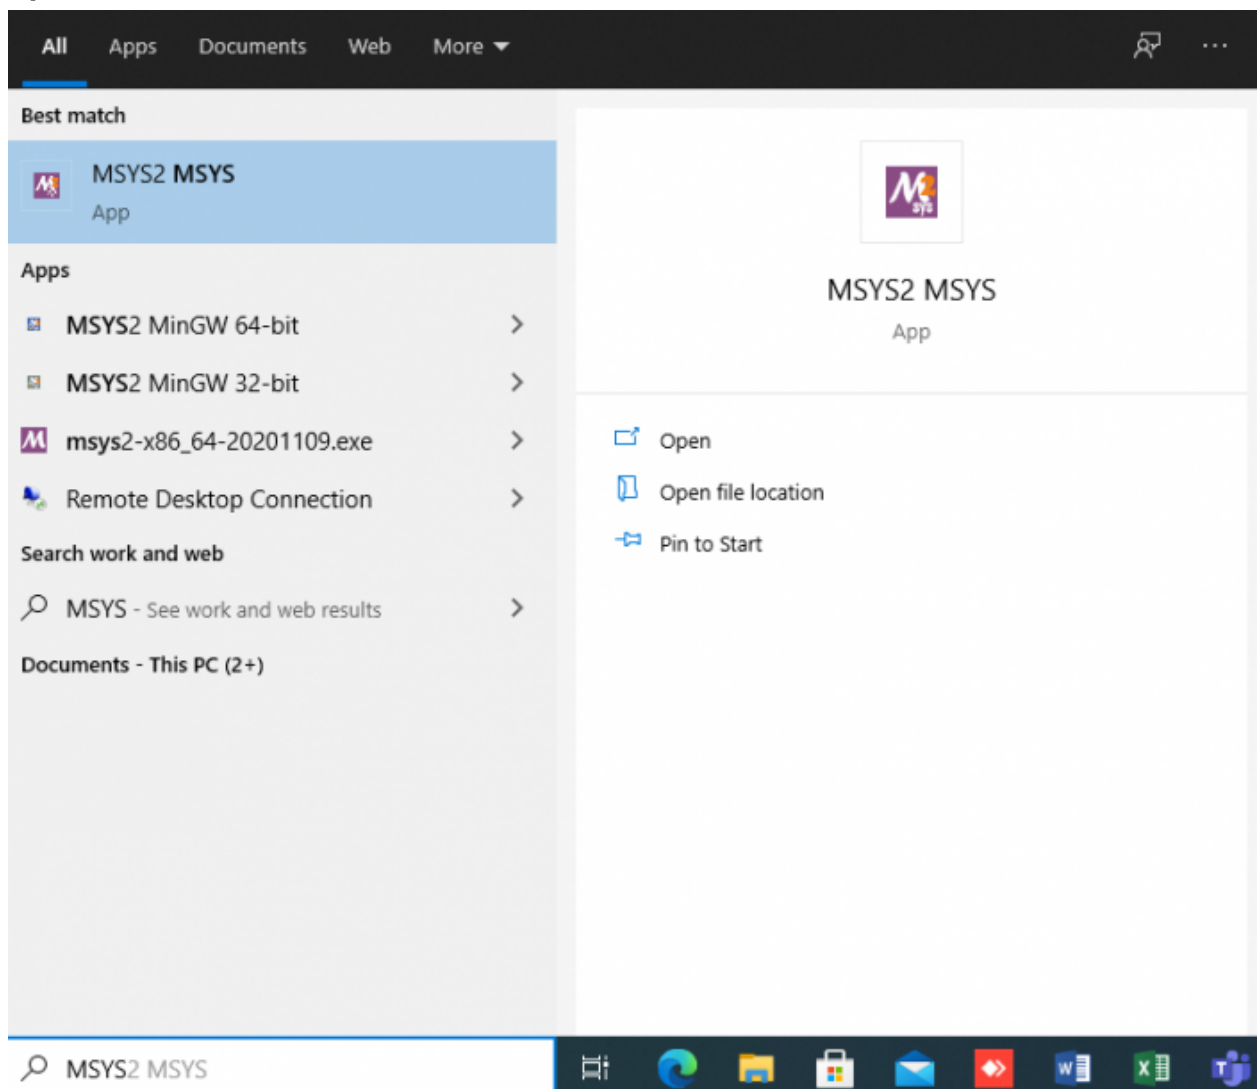 All Apps Documents Web More
Best match
MSYS2 MSYS
App
Apps
MSYS2 MinGW 64-bit
MSYS2 MinGW 32-bit
msys2-x86_64-20201109.exe
Remote Desktop Connection
Search work and web
MSYS - See work and web results
Documents - This PC (2+)
M2
sys
MSYS2 MSYS
App
Open
Open file location
Pin to Start
MSYS2 MSYS